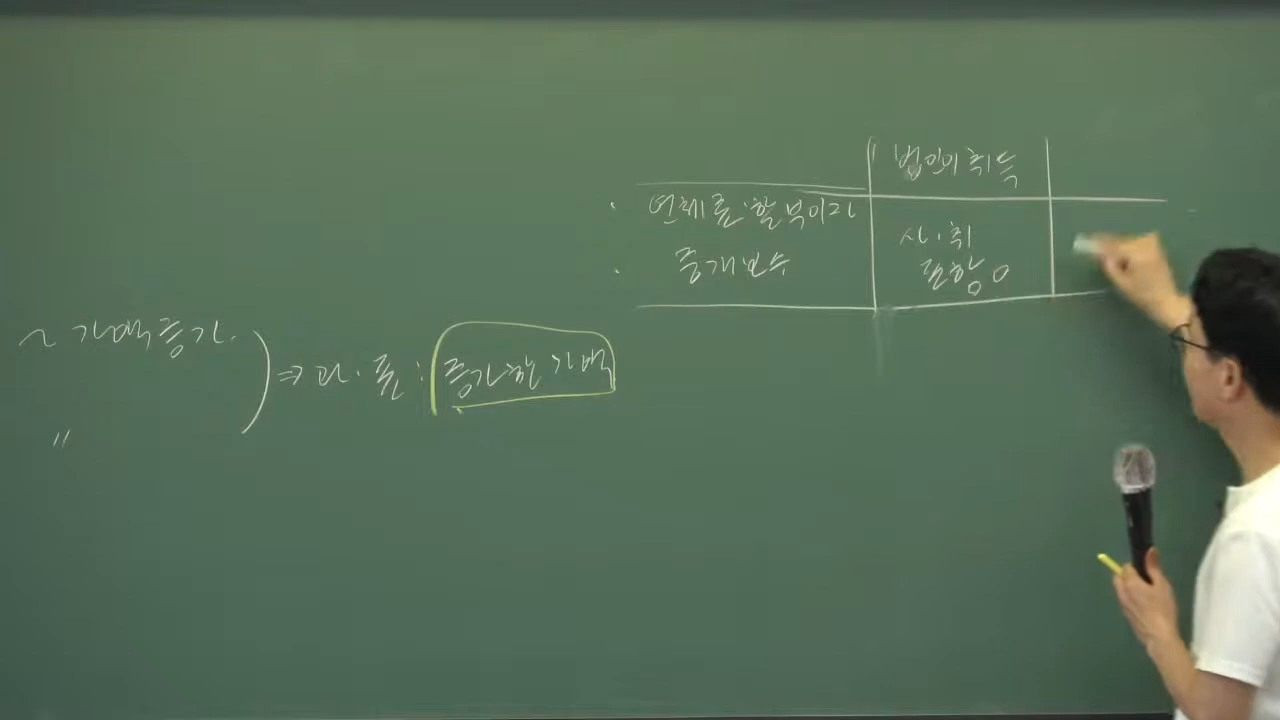 법인의 취득
· 연체료·할부이자
사·취
· 중개보수
포함 O
~ 가액증가.
⇒ 과·표 : 증가한 가액
〃